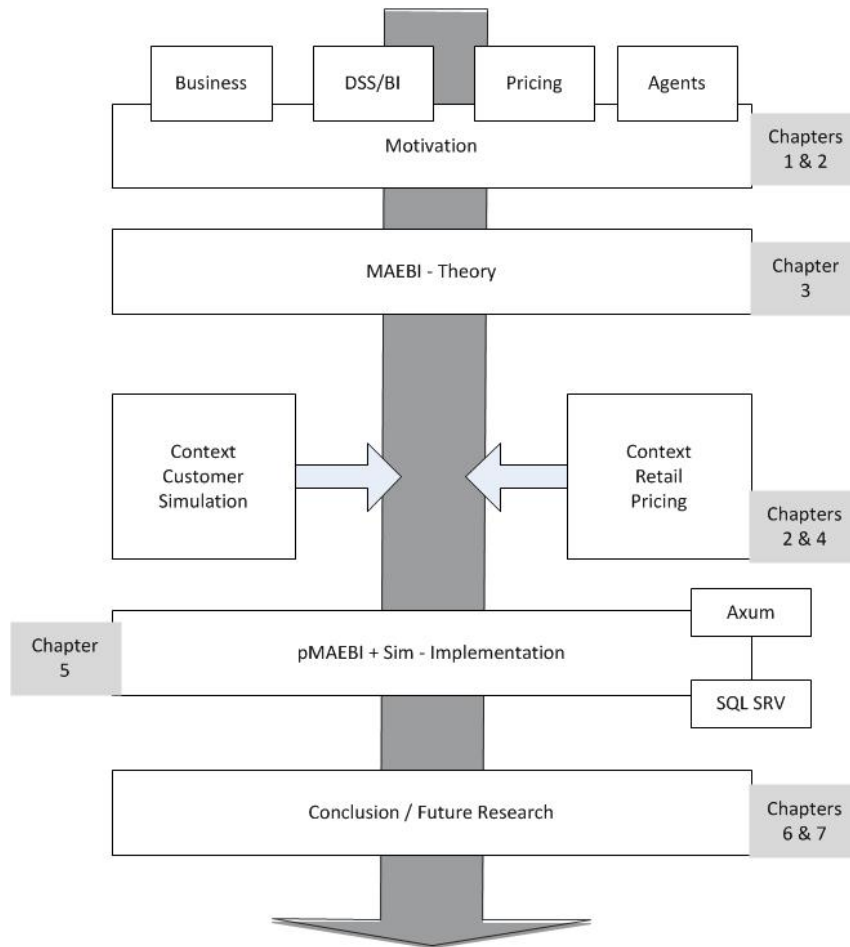 Business
DSS/BI
Pricing
Agents
Motivation
Chapters
1 & 2
MAEBI - Theory
Chapter
3
Context
Customer
Simulation
Context
Retail
Pricing
Chapters
2 & 4
Axum
Chapter
5
pMAEBI + Sim - Implementation
SQL SRV
Conclusion / Future Research
Chapters
6 & 7